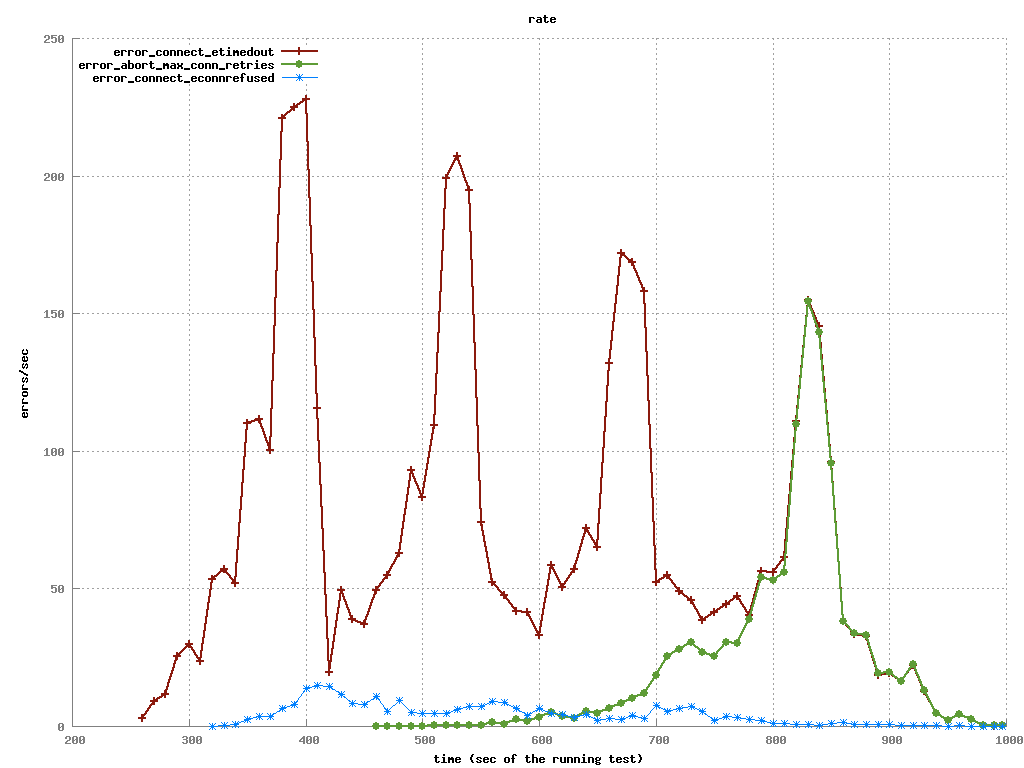 rate
250
200
150
100
50
0
errors/sec
error_connect_etimedout
error_abort_max_conn_retries
error_connect_econnrefused
200 300 400 500 600 700 800 900 1000
time (sec of the running test)